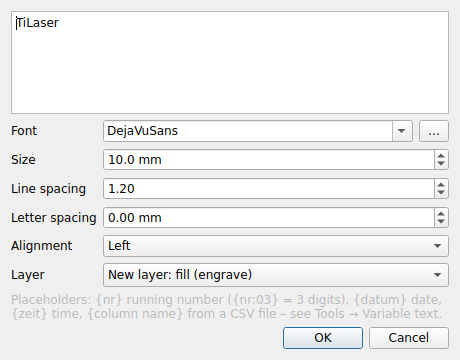 TiLaser
Font DejaVuSans ...
Size 10.0 mm
Line spacing 1.20
Letter spacing 0.00 mm
Alignment Left
Layer New layer: fill (engrave)
Placeholders: {nr} running number ({nr:03} = 3 digits), {datum} date,
{zeit} time, {column name} from a CSV file – see Tools → Variable text.
OK Cancel